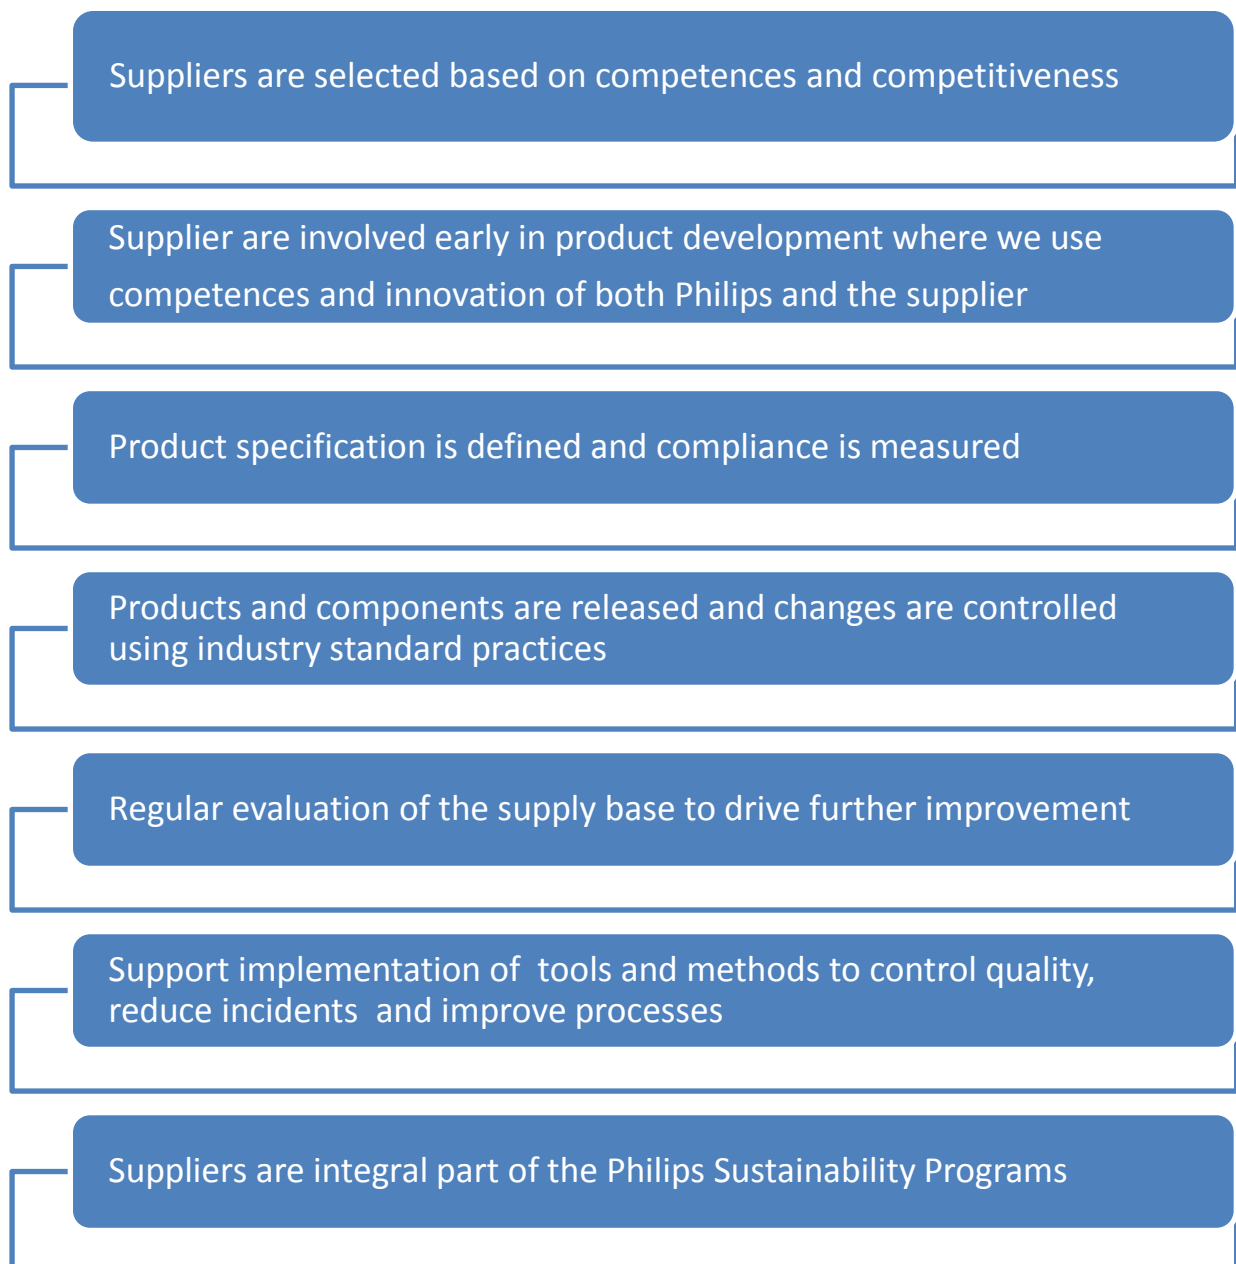 Suppliers are selected based on competences and competitiveness
Supplier are involved early in product development where we use
competences and innovation of both Philips and the supplier
Product specification is defined and compliance is measured
Products and components are released and changes are controlled
using industry standard practices
Regular evaluation of the supply base to drive further improvement
Support implementation of  tools and methods to control quality,
reduce incidents  and improve processes
Suppliers are integral part of the Philips Sustainability Programs